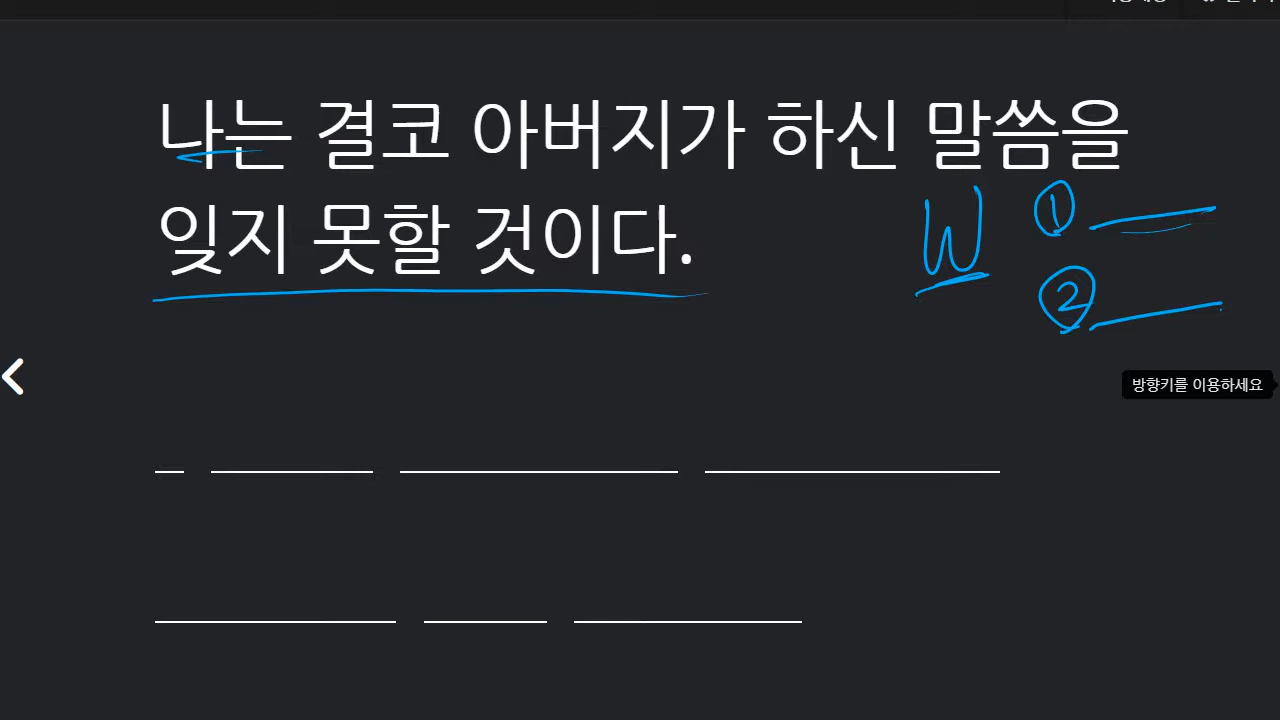 나는 결코 아버지가 하신 말씀을
잊지 못할 것이다.
W ①
②
방향키를 이용하세요